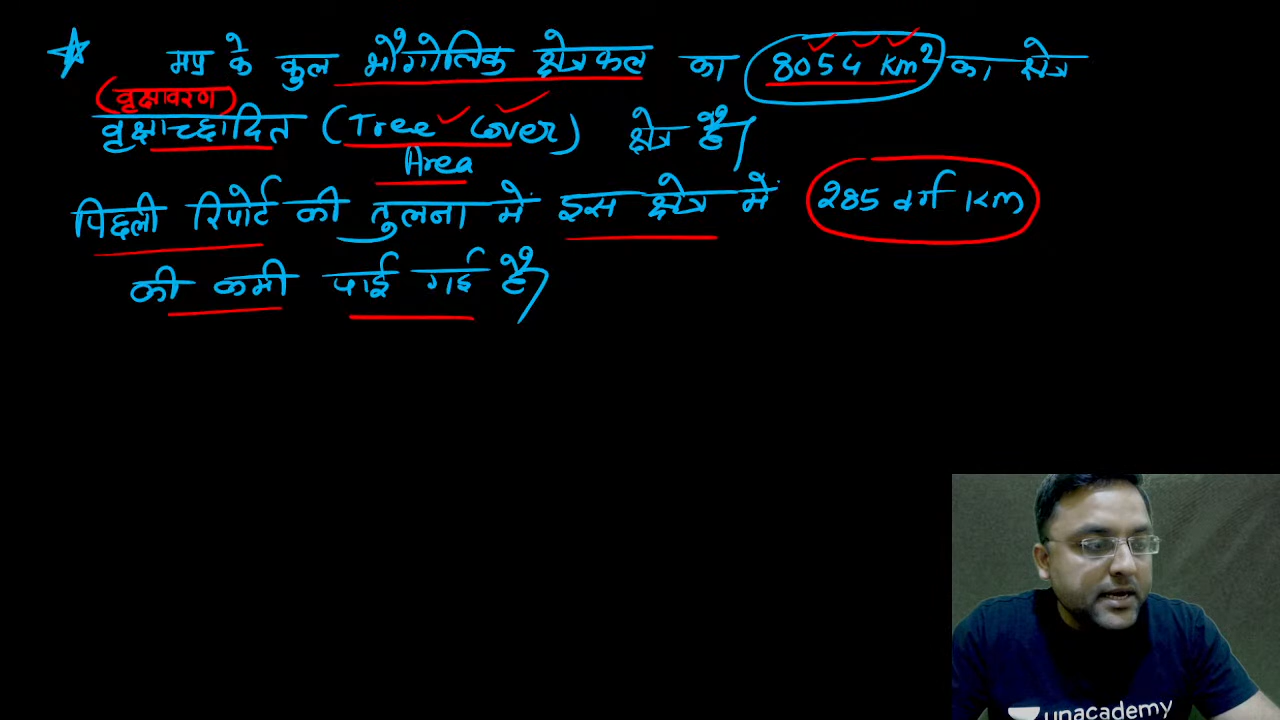 मप्र के कुल भौगोलिक क्षेत्रफल का 8054 Km² का क्षेत्र
(वृक्षावरण)
वृक्षाच्छादित (Tree Cover) क्षेत्र है।
Area
पिछली रिपोर्ट की तुलना में इस क्षेत्र में 285 वर्ग Km
की कमी पाई गई है।
unacademy